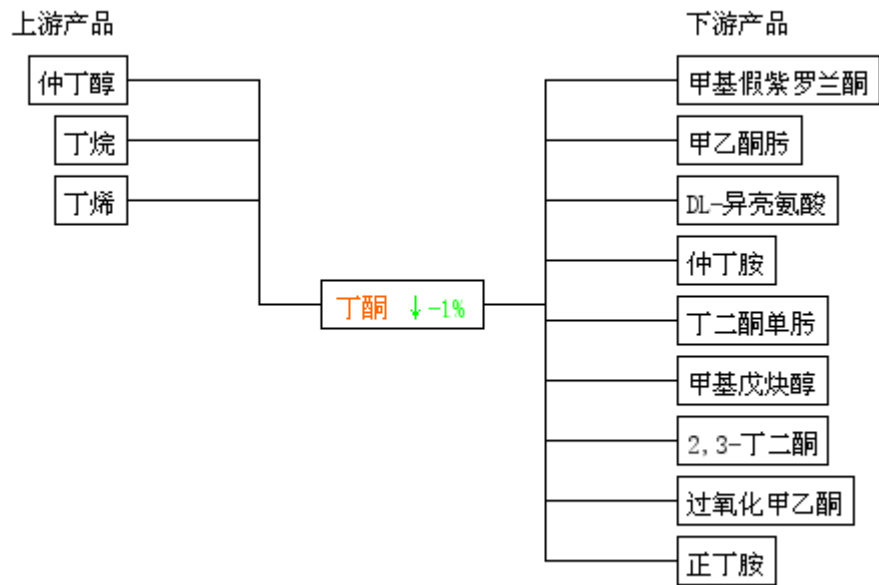 上游产品
下游产品
仲丁醇
丁烷
丁烯
丁酮 ↓-1%
甲基假紫罗兰酮
甲乙酮肟
DL-异亮氨酸
仲丁胺
丁二酮单肟
甲基戊炔醇
2,3-丁二酮
过氧化甲乙酮
正丁胺